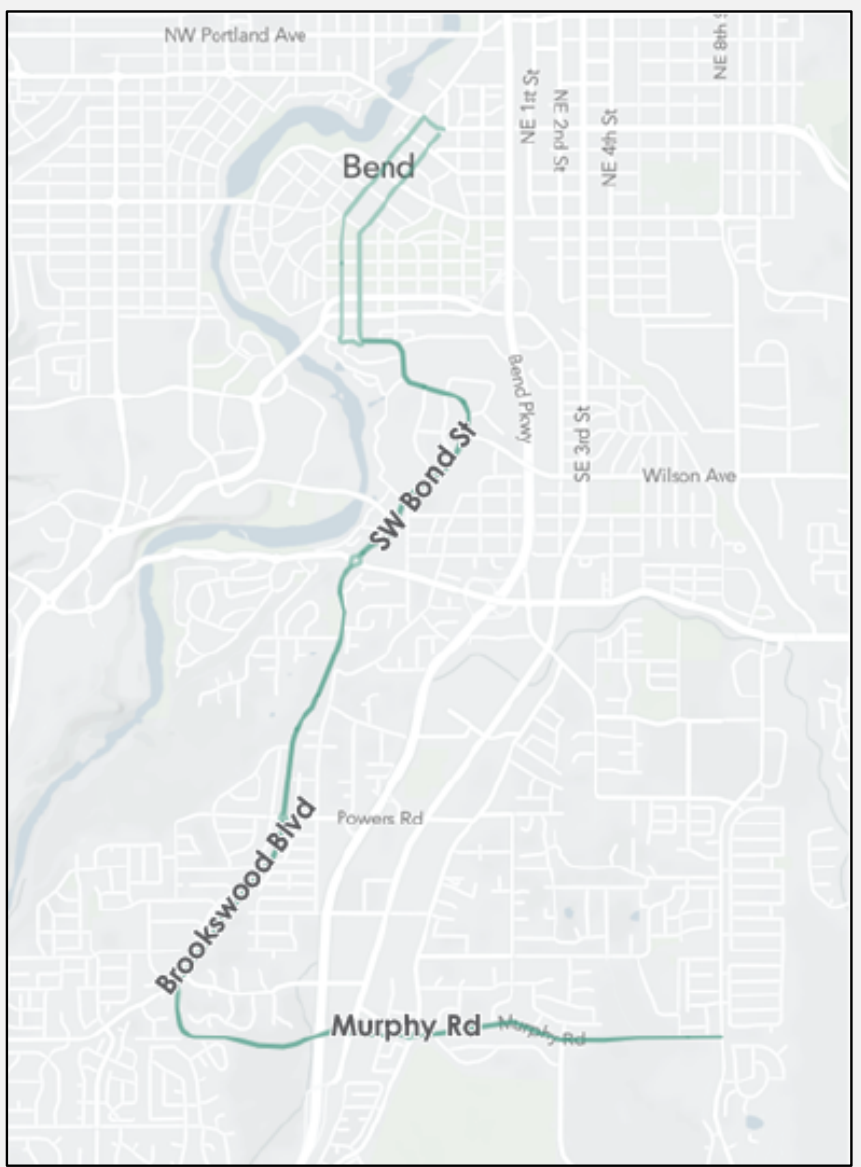 NW Portland Ave
NE 8th S
NE 1st St
NE 2nd St
NE 4th St
Bend
Bend Pkwy
SE 3rd St
SW Bond St
Wilson Ave
Brookswood Blvd
Powers Rd
Murphy Rd
Murphy Rd